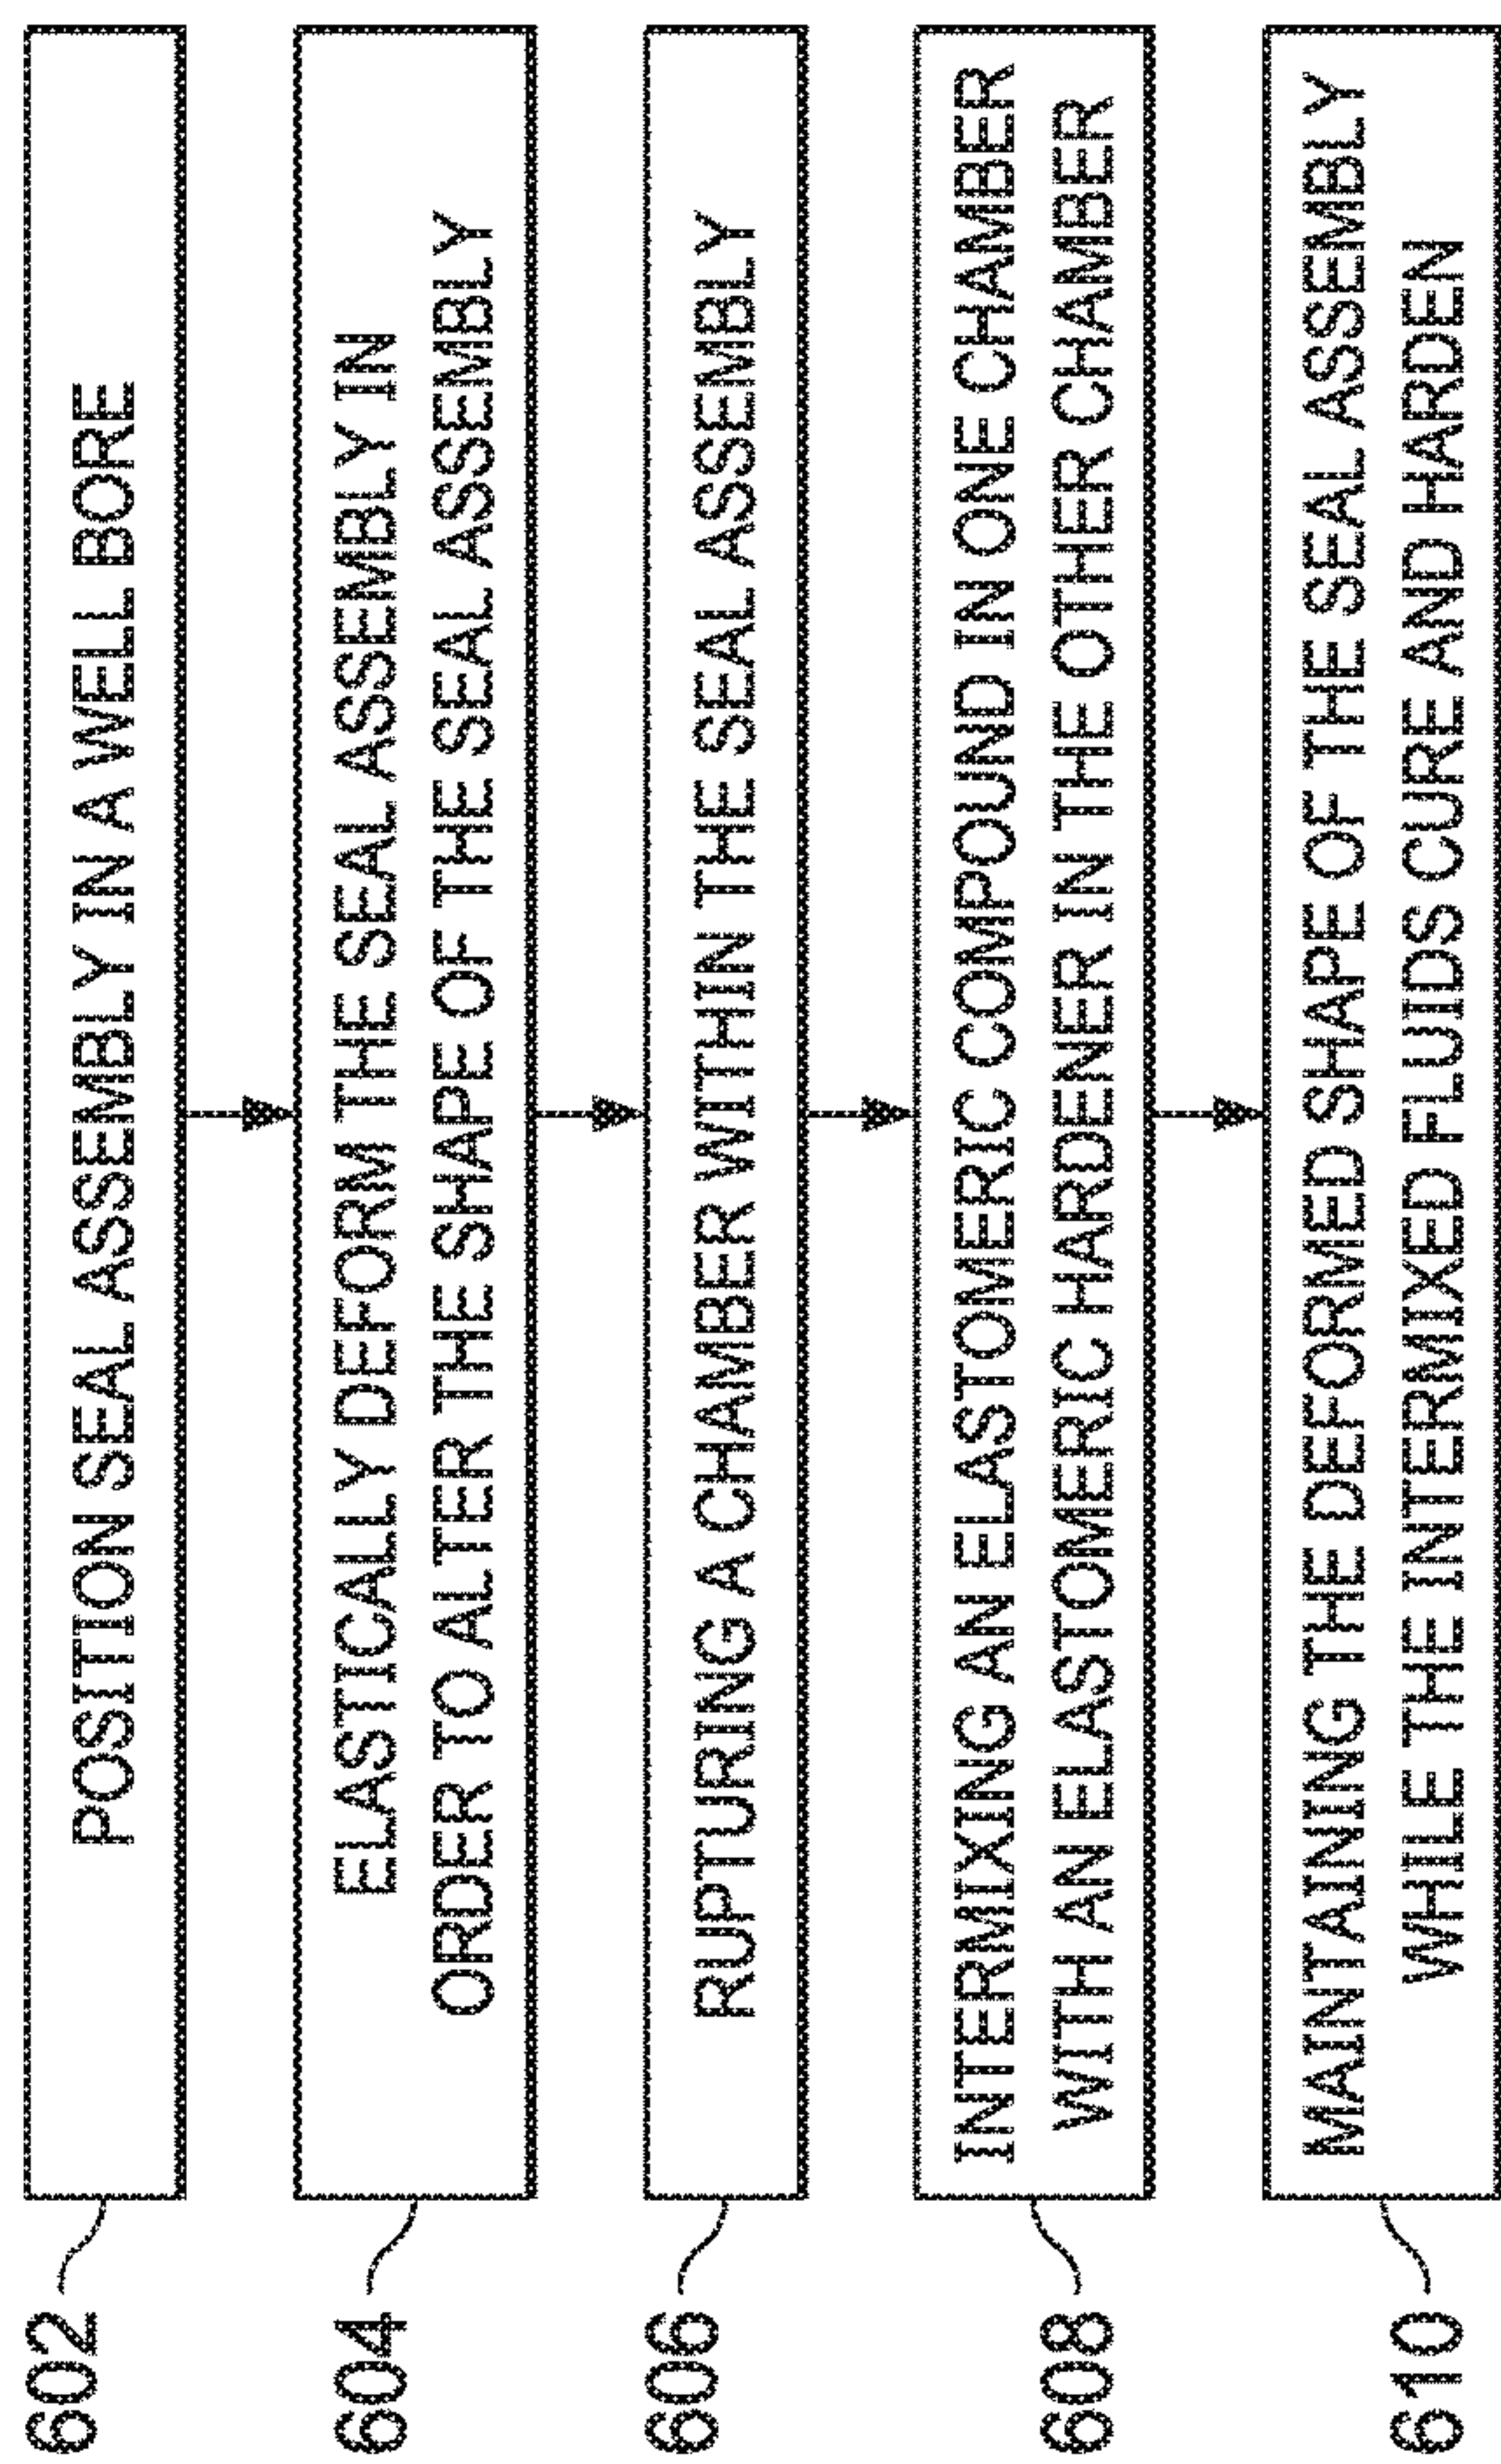 602
POSITION SEAL ASSEMBLY IN A WELL BORE
604
ELASTICALLY DEFORM THE SEAL ASSEMBLY IN
ORDER TO ALTER THE SHAPE OF THE SEAL ASSEMBLY
606
RUPTURING A CHAMBER WITHIN THE SEAL ASSEMBLY
608
INTERMIXING AN ELASTOMERIC COMPOUND IN ONE CHAMBER
WITH AN ELASTOMERIC HARDENER IN THE OTHER CHAMBER
610
MAINTAINING THE DEFORMED SHAPE OF THE SEAL ASSEMBLY
WHILE THE INTERMIXED FLUIDS CURE AND HARDEN